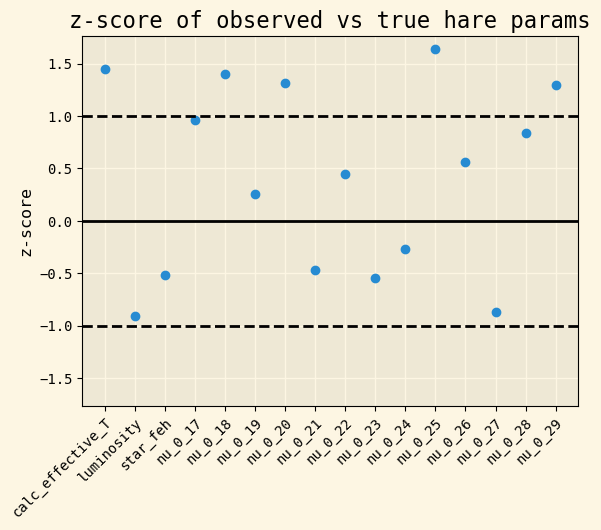 z-score of observed vs true hare params
z-score
1.5
1.0
0.5
0.0
−0.5
−1.0
−1.5
calc_effective_T
luminosity
star_feh
nu_0_17
nu_0_18
nu_0_19
nu_0_20
nu_0_21
nu_0_22
nu_0_23
nu_0_24
nu_0_25
nu_0_26
nu_0_27
nu_0_28
nu_0_29